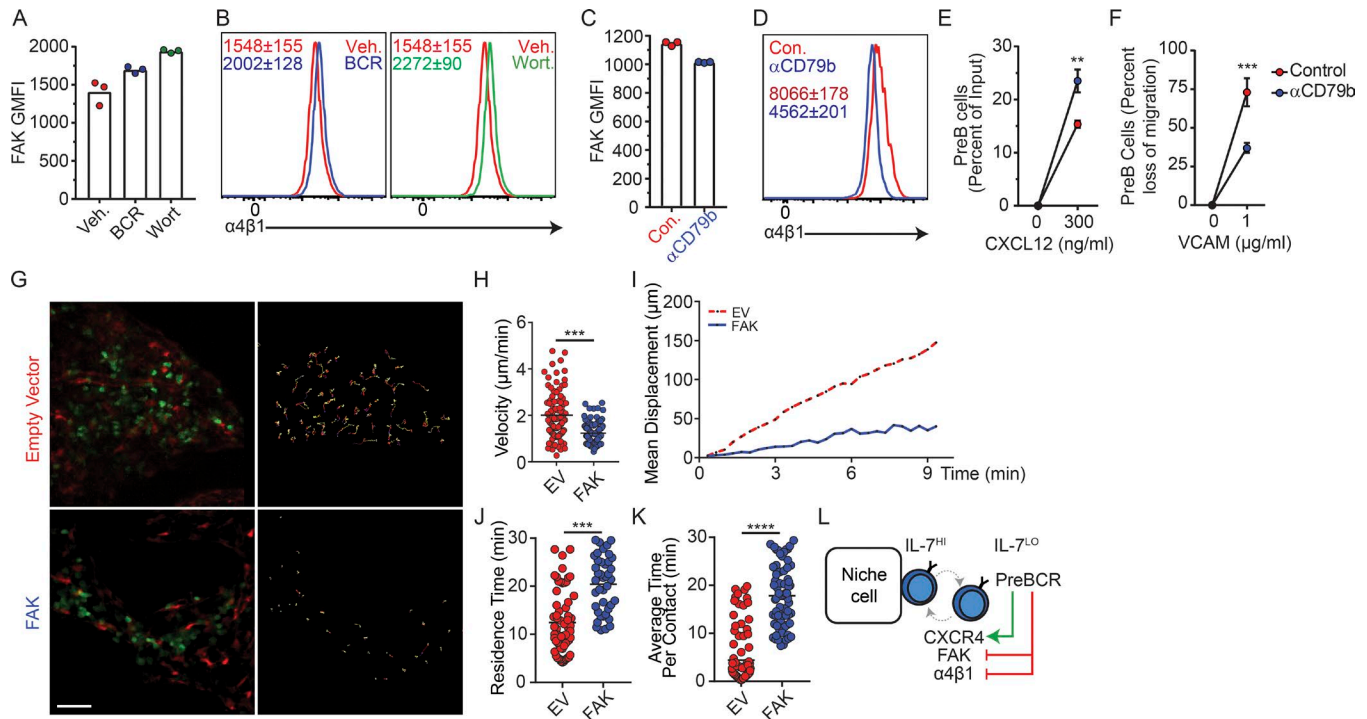 A
FAK GMFI
2000
1500
1000
500
0
Veh.
BCR
Wort
B
1548±155 Veh.
2002±128 BCR
1548±155 Veh.
2272±90 Wort.
0
0
α4β1
C
FAK GMFI
1200
1000
800
600
400
200
0
Con.
αCD79b
D
Con.
αCD79b
8066±178
4562±201
0
α4β1
E
PreB cells
(Percent of Input)
30
20
10
0
**
0 300
CXCL12 (ng/ml)
F
PreB Cells (Percent
loss of migration)
100
75
50
25
0
***
0 1
VCAM (µg/ml)
Control
αCD79b
G
Empty Vector
FAK
H
Velocity (µm/min)
6
4
2
0
***
EV
FAK
I
Mean Displacement (µm)
200
150
100
50
0
EV
FAK
3 6 9 Time (min)
J
Residence Time (min)
30
20
10
0
***
EV
FAK
K
Average Time
Per Contact (min)
30
20
10
0
****
EV
FAK
L
Niche
cell
IL-7HI
IL-7LO
PreBCR
CXCR4
FAK
α4β1